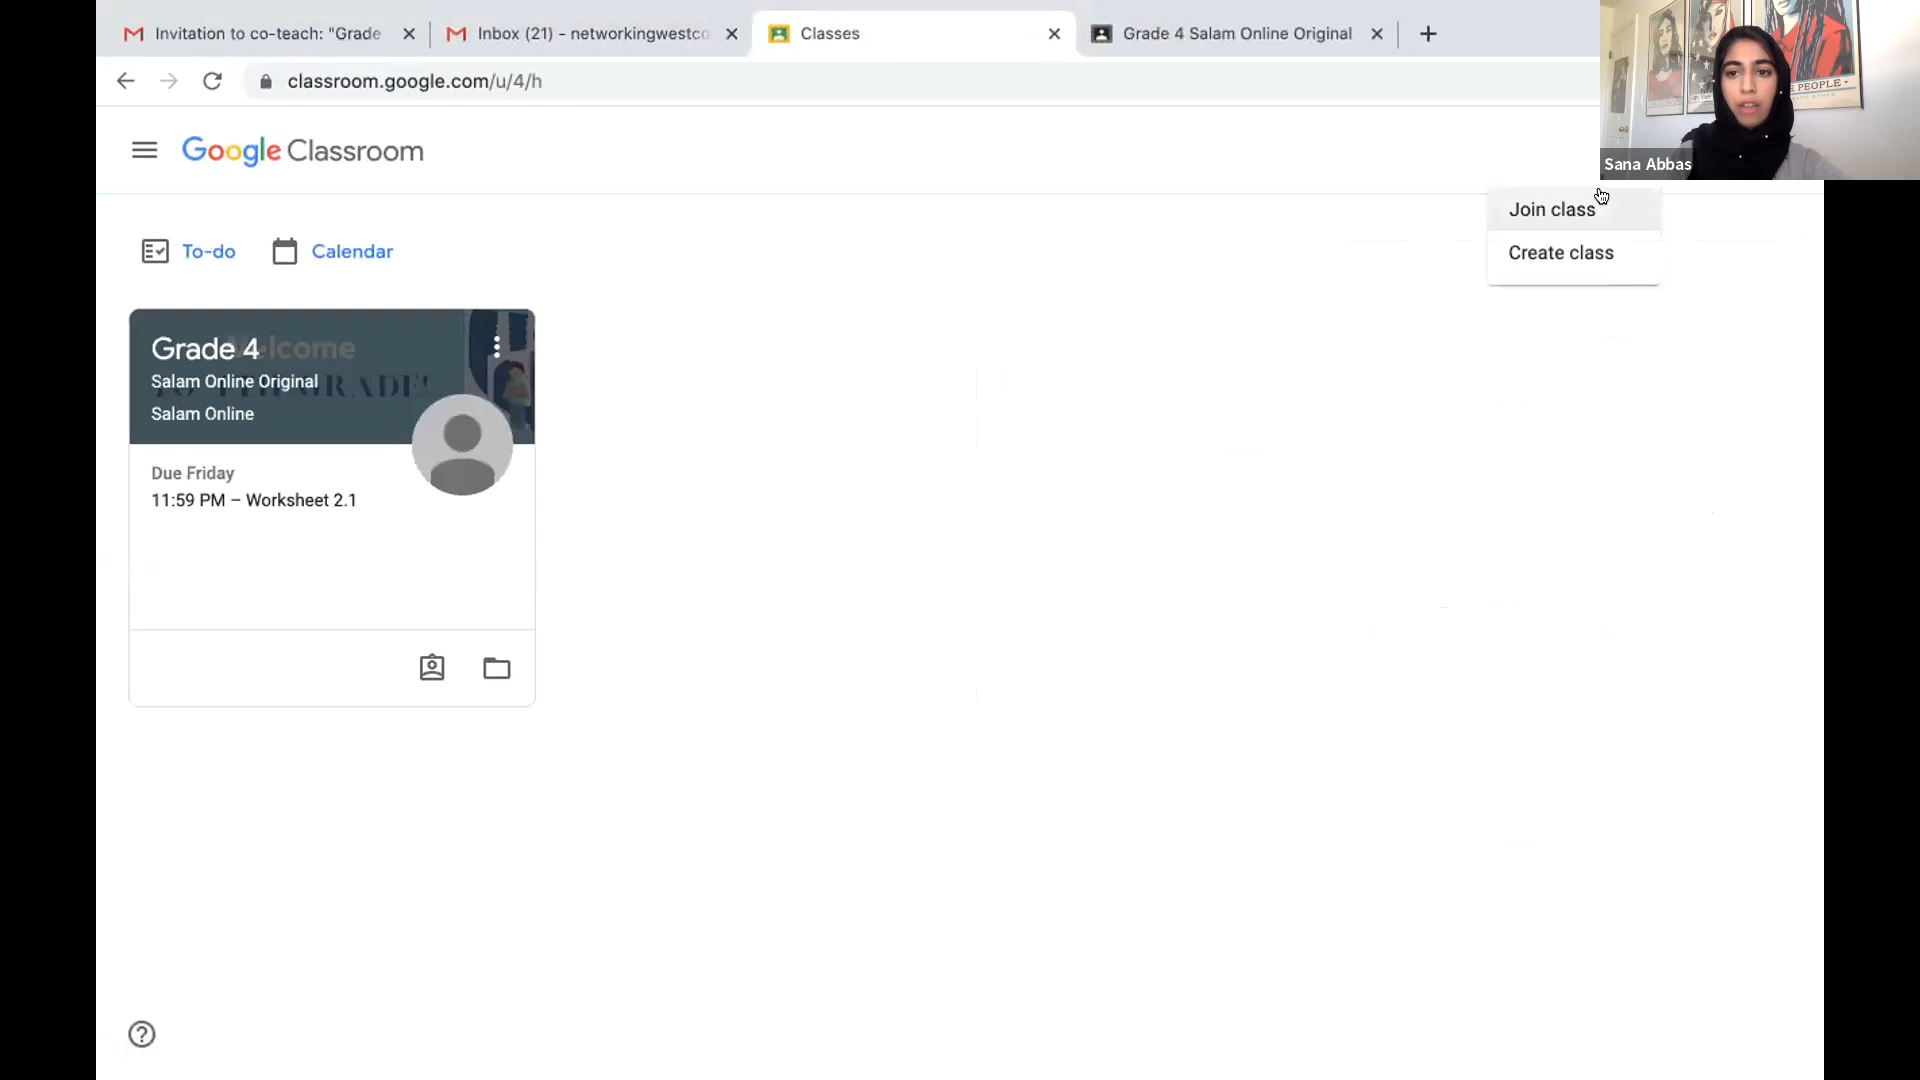 Invitation to co-teach: "Grade
Inbox (21) - networkingwestco
Classes
Grade 4 Salam Online Original
classroom.google.com/u/4/h
Google Classroom
PEOPLE -
Sana Abbas
Join class
Create class
To-do
Calendar
Grade 4
Salam Online Original
Salam Online
Due Friday
11:59 PM – Worksheet 2.1